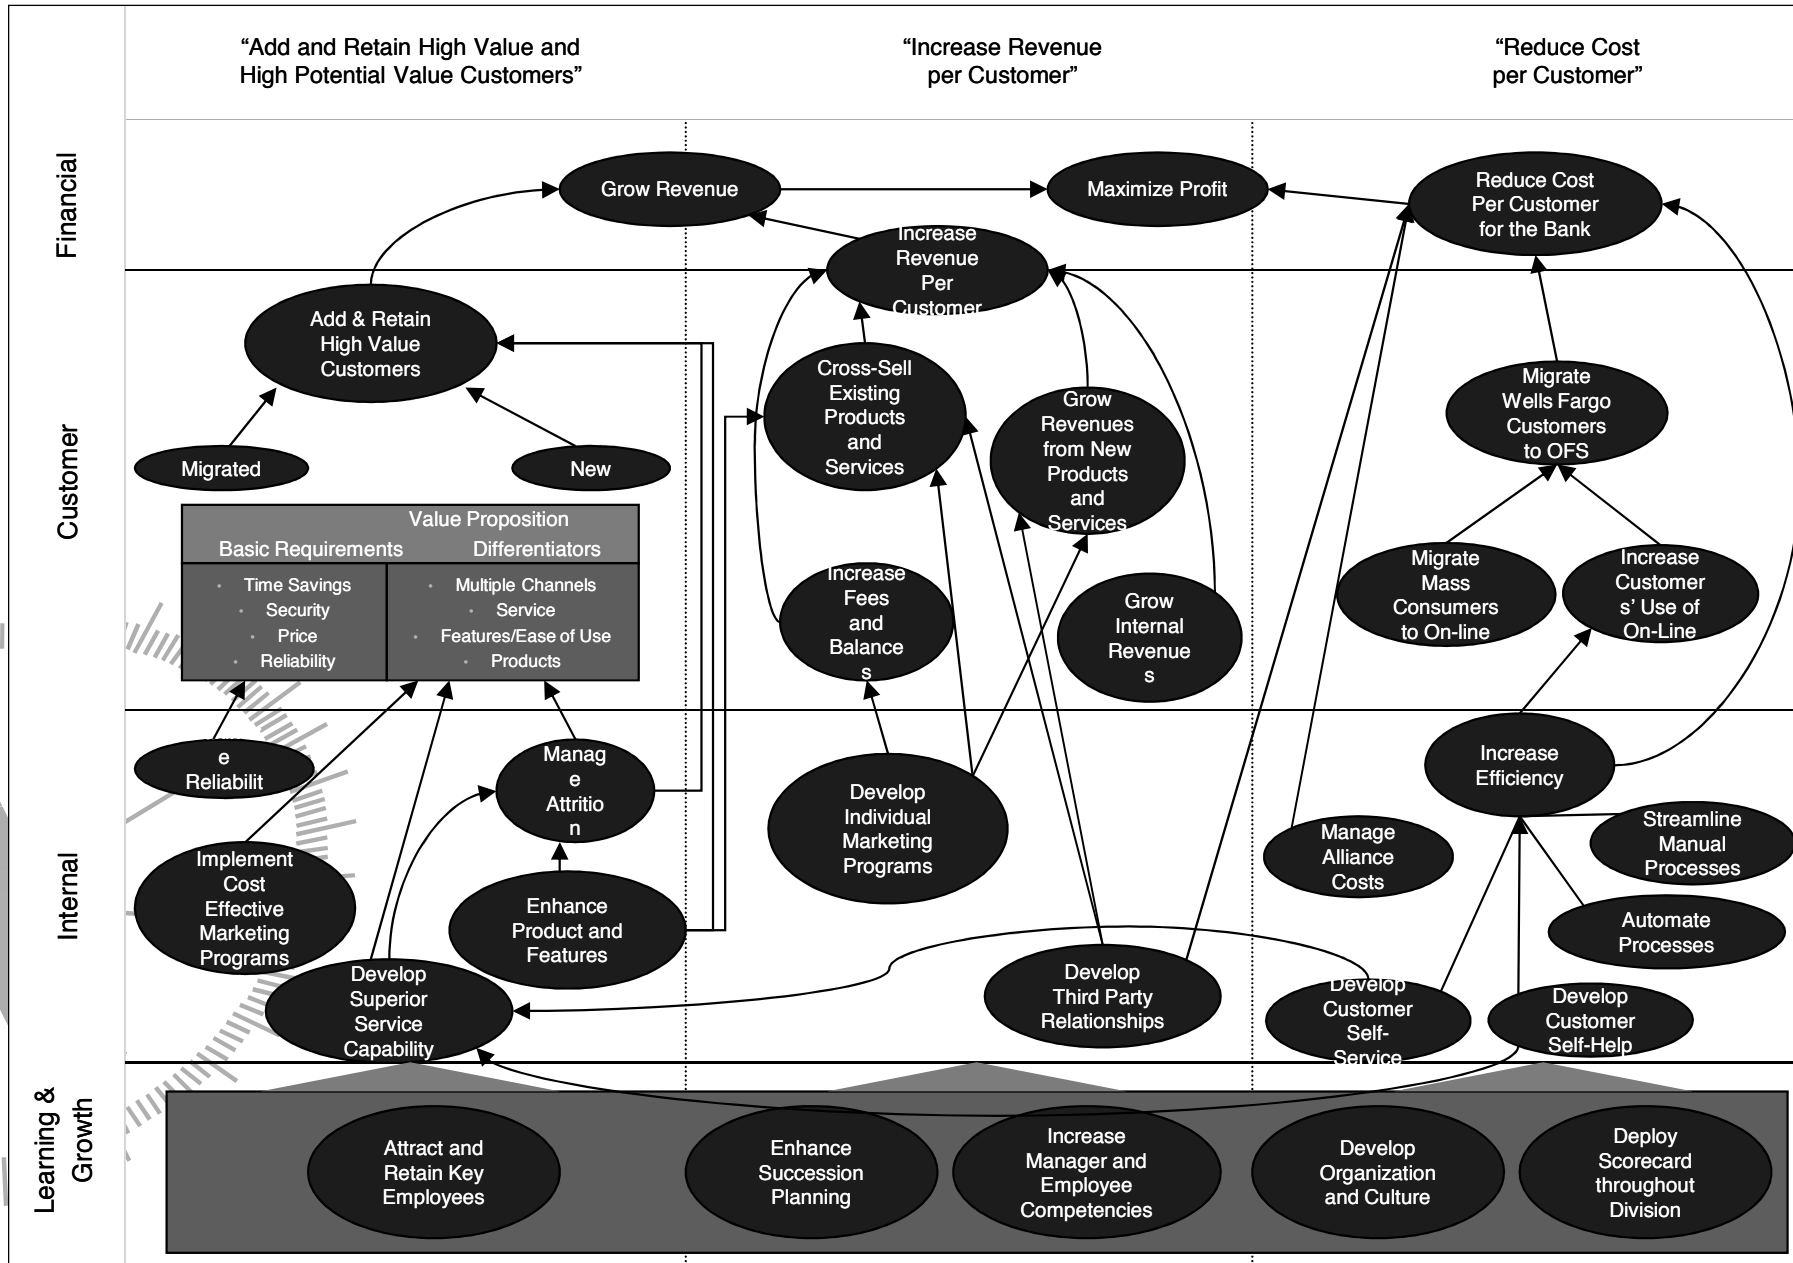 “Add and Retain High Value and
High Potential Value Customers”
“Increase Revenue
per Customer”
“Reduce Cost
per Customer”
Financial
Grow Revenue
Maximize Profit
Reduce Cost
Per Customer
for the Bank
Increase
Revenue
Per
Customer
Customer
Add & Retain
High Value
Customers
Migrated
New
Cross-Sell
Existing
Products
and
Services
Grow
Revenues
from New
Products
and
Services
Migrate
Wells Fargo
Customers
to OFS
Value Proposition
Basic Requirements
Differentiators
· Time Savings
· Security
· Price
· Reliability
· Multiple Channels
· Service
· Features/Ease of Use
· Products
Increase
Fees
and
Balance
s
Grow
Internal
Revenue
s
Migrate
Mass
Consumers
to On-line
Increase
Customer
s’ Use of
On-Line
Internal
e
Reliabilit
Manag
e
Attritio
n
Implement
Cost
Effective
Marketing
Programs
Enhance
Product and
Features
Develop
Superior
Service
Capability
Develop
Individual
Marketing
Programs
Develop
Third Party
Relationships
Increase
Efficiency
Manage
Alliance
Costs
Streamline
Manual
Processes
Automate
Processes
Develop
Customer
Self-
Service
Develop
Customer
Self-Help
Learning &
Growth
Attract and
Retain Key
Employees
Enhance
Succession
Planning
Increase
Manager and
Employee
Competencies
Develop
Organization
and Culture
Deploy
Scorecard
throughout
Division